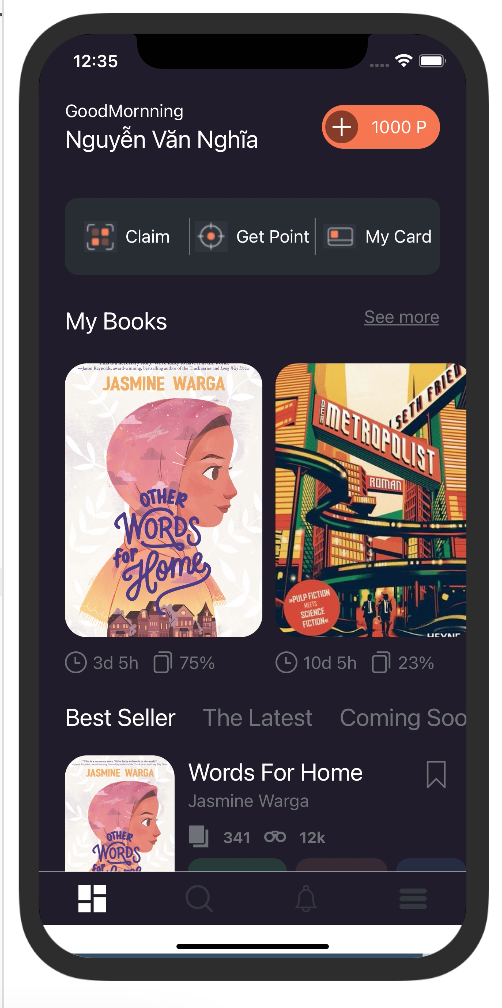 12:35
GoodMornning
Nguyễn Văn Nghĩa
1000 P
Claim
Get Point
My Card
My Books
See more
JASMINE WARGA
OTHER
WORDS
for
Home
SETH FRIED
DER
METROPOLIST
ROMAN
»PULP FICTION
MEETS
SCIENCE
FICTION«
HEYNE
3d 5h
75%
10d 5h
23%
Best Seller
The Latest
Coming Soo
JASMINE WARGA
OTHER
WORDS
for Home
Words For Home
Jasmine Warga
341
12k